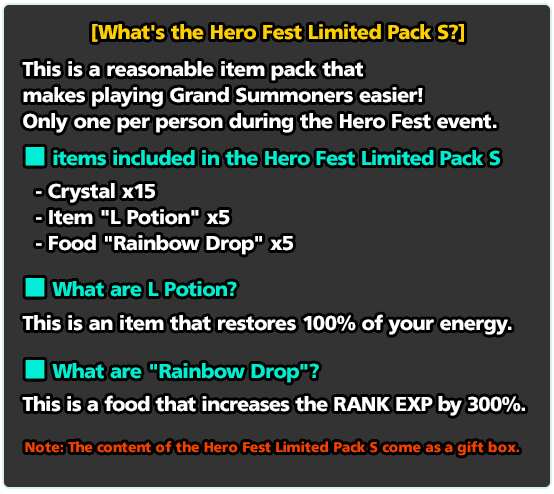 [What's the Hero Fest Limited Pack S?]
This is a reasonable item pack that
makes playing Grand Summoners easier!
Only one per person during the Hero Fest event.
■ items included in the Hero Fest Limited Pack S
- Crystal x15
- Item "L Potion" x5
- Food "Rainbow Drop" x5
■ What are L Potion?
This is an item that restores 100% of your energy.
■ What are "Rainbow Drop"?
This is a food that increases the RANK EXP by 300%.
Note: The content of the Hero Fest Limited Pack S come as a gift box.